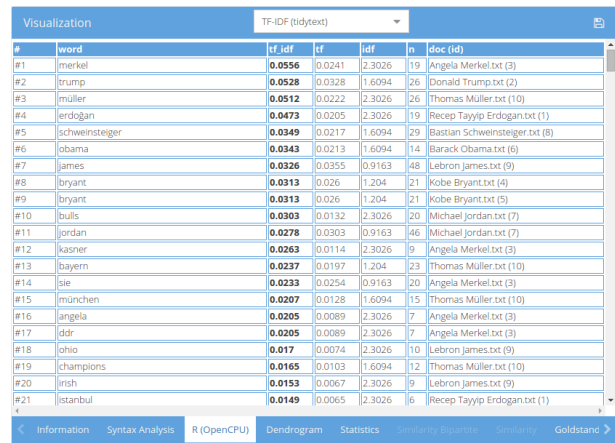 Visualization TF-IDF (tidytext)
# word tf_idf tf idf n doc (id)
#1 merkel 0.0556 0.0241 2.3026 19 Angela Merkel.txt (3)
#2 trump 0.0528 0.0328 1.6094 26 Donald Trump.txt (2)
#3 müller 0.0512 0.0222 2.3026 26 Thomas Müller.txt (10)
#4 erdoğan 0.0473 0.0205 2.3026 19 Recep Tayyip Erdogan.txt (1)
#5 schweinsteiger 0.0349 0.0217 1.6094 29 Bastian Schweinsteiger.txt (8)
#6 obama 0.0343 0.0213 1.6094 14 Barack Obama.txt (6)
#7 james 0.0326 0.0355 0.9163 48 Lebron James.txt (9)
#8 bryant 0.0313 0.026 1.204 21 Kobe Bryant.txt (4)
#9 bryant 0.0313 0.026 1.204 21 Kobe Bryant.txt (5)
#10 bulls 0.0303 0.0132 2.3026 20 Michael Jordan.txt (7)
#11 jordan 0.0278 0.0303 0.9163 46 Michael Jordan.txt (7)
#12 kasner 0.0263 0.0114 2.3026 9 Angela Merkel.txt (3)
#13 bayern 0.0237 0.0197 1.204 23 Thomas Müller.txt (10)
#14 sie 0.0233 0.0254 0.9163 20 Angela Merkel.txt (3)
#15 münchen 0.0207 0.0128 1.6094 15 Thomas Müller.txt (10)
#16 angela 0.0205 0.0089 2.3026 7 Angela Merkel.txt (3)
#17 ddr 0.0205 0.0089 2.3026 7 Angela Merkel.txt (3)
#18 ohio 0.017 0.0074 2.3026 10 Lebron James.txt (9)
#19 champions 0.0165 0.0103 1.6094 12 Thomas Müller.txt (10)
#20 irish 0.0153 0.0067 2.3026 9 Lebron James.txt (9)
#21 istanbul 0.0149 0.0065 2.3026 6 Recep Tayyip Erdogan.txt (1)
Information Syntax Analysis R (OpenCPU) Dendrogram Statistics Similarity Bipartite Similarity Goldstand